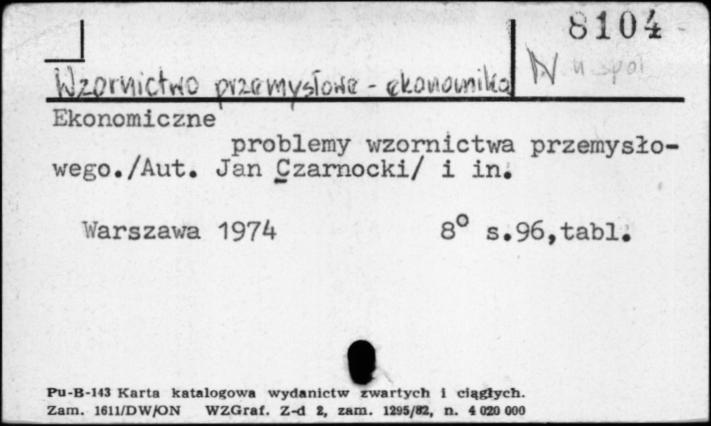 8104
Wzornictwo przemysłowe - ekonomika
Ekonomiczne
problemy wzornictwa przemysło-
wego./Aut. Jan Czarnocki/ i in.
Warszawa 1974 8° s.96,tabl.
Pu-B-143 Karta katalogowa wydawnictw zwartych i ciągłych.
Zam. 1611/DW/ON WZGraf. Z-d 2, zam. 1295/82, n. 4 020 000